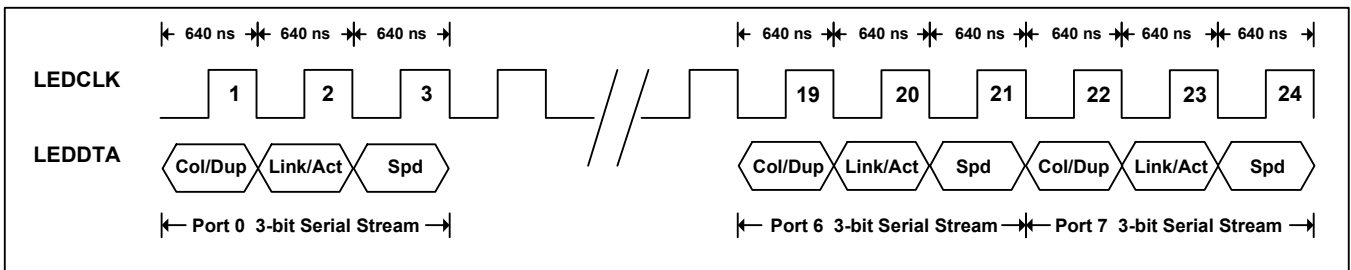 640 ns 640 ns 640 ns 640 ns 640 ns 640 ns 640 ns 640 ns 640 ns
LEDCLK 1 2 3 19 20 21 22 23 24
LEDDTA Col/Dup Link/Act Spd Col/Dup Link/Act Spd Col/Dup Link/Act Spd
Port 0 3-bit Serial Stream Port 6 3-bit Serial Stream Port 7 3-bit Serial Stream